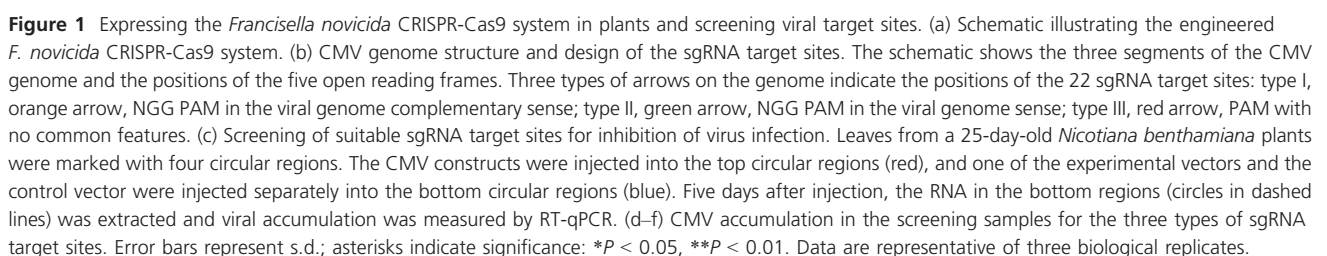 Figure 1 Expressing the Francisella novicida CRISPR-Cas9 system in plants and screening viral target sites. (a) Schematic illustrating the engineered
F. novicida CRISPR-Cas9 system. (b) CMV genome structure and design of the sgRNA target sites. The schematic shows the three segments of the CMV
genome and the positions of the five open reading frames. Three types of arrows on the genome indicate the positions of the 22 sgRNA target sites: type I,
orange arrow, NGG PAM in the viral genome complementary sense; type II, green arrow, NGG PAM in the viral genome sense; type III, red arrow, PAM with
no common features. (c) Screening of suitable sgRNA target sites for inhibition of virus infection. Leaves from a 25-day-old Nicotiana benthamiana plants
were marked with four circular regions. The CMV constructs were injected into the top circular regions (red), and one of the experimental vectors and the
control vector were injected separately into the bottom circular regions (blue). Five days after injection, the RNA in the bottom regions (circles in dashed
lines) was extracted and viral accumulation was measured by RT-qPCR. (d–f) CMV accumulation in the screening samples for the three types of sgRNA
target sites. Error bars represent s.d.; asterisks indicate significance: *P < 0.05, **P < 0.01. Data are representative of three biological replicates.